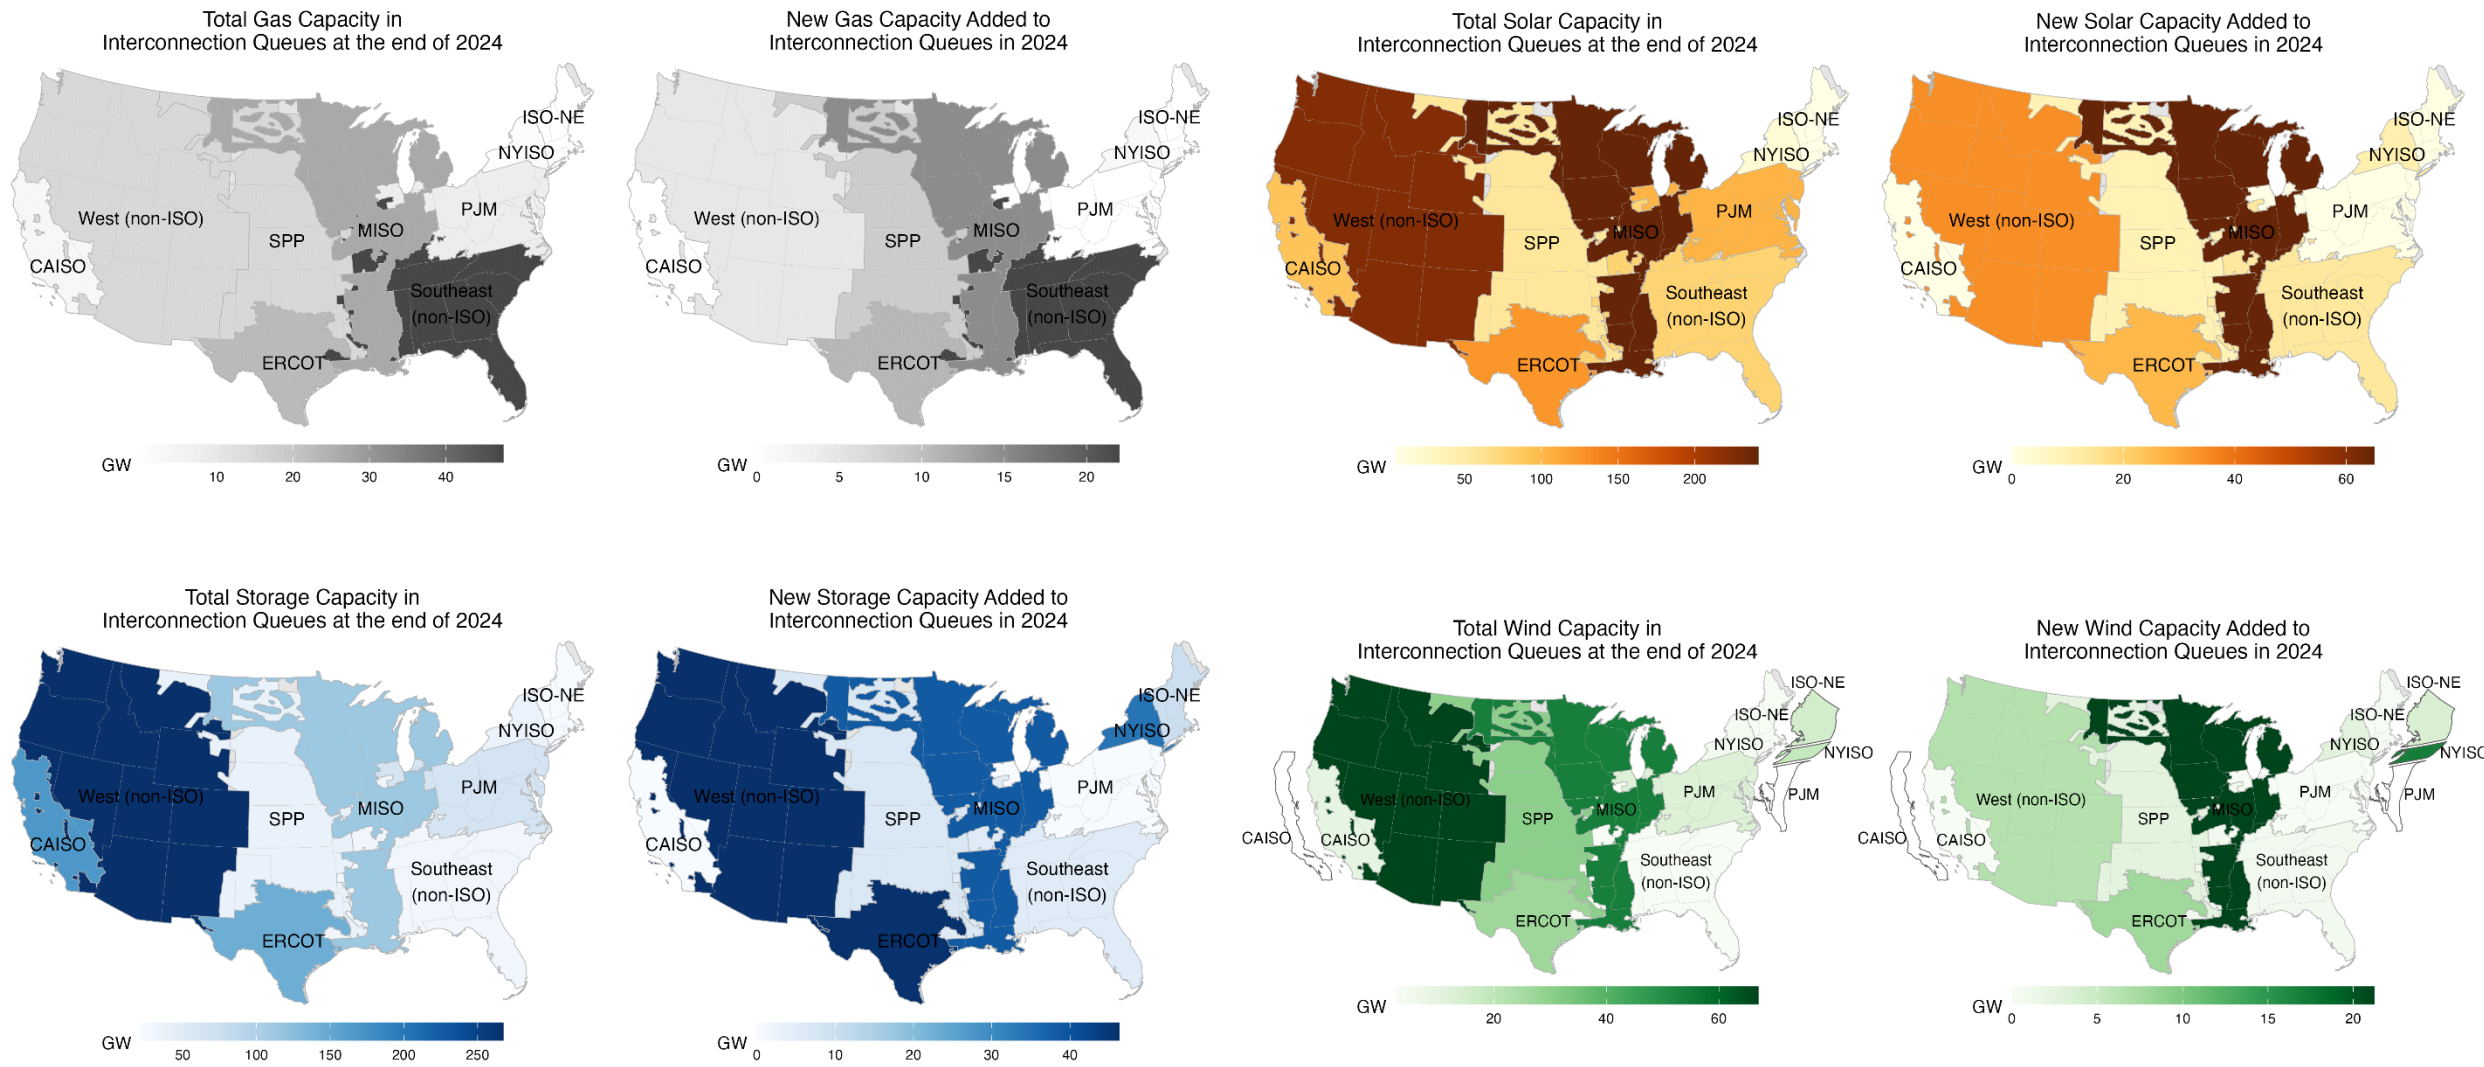 Total Gas Capacity in
Interconnection Queues at the end of 2024
ISO-NE
NYISO
PJM
West (non-ISO)
MISO
SPP
CAISO
Southeast
(non-ISO)
ERCOT
GW
10 20 30 40
New Gas Capacity Added to
Interconnection Queues in 2024
ISO-NE
NYISO
PJM
West (non-ISO)
MISO
SPP
CAISO
Southeast
(non-ISO)
ERCOT
GW
0 5 10 15 20
Total Solar Capacity in
Interconnection Queues at the end of 2024
ISO-NE
NYISO
PJM
West (non-ISO)
MISO
SPP
CAISO
Southeast
(non-ISO)
ERCOT
GW
50 100 150 200
New Solar Capacity Added to
Interconnection Queues in 2024
ISO-NE
NYISO
PJM
West (non-ISO)
MISO
SPP
CAISO
Southeast
(non-ISO)
ERCOT
GW
0 20 40 60
Total Storage Capacity in
Interconnection Queues at the end of 2024
ISO-NE
NYISO
PJM
West (non-ISO)
MISO
SPP
CAISO
Southeast
(non-ISO)
ERCOT
GW
50 100 150 200 250
New Storage Capacity Added to
Interconnection Queues in 2024
ISO-NE
NYISO
PJM
West (non-ISO)
MISO
SPP
CAISO
Southeast
(non-ISO)
ERCOT
GW
0 10 20 30 40
Total Wind Capacity in
Interconnection Queues at the end of 2024
ISO-NE
ISO-NE
NYISO
NYISO
PJM
PJM
West (non-ISO)
MISO
SPP
CAISO
CAISO
Southeast
(non-ISO)
ERCOT
GW
20 40 60
New Wind Capacity Added to
Interconnection Queues in 2024
ISO-NE
ISO-NE
NYISO
NYISC
PJM
PJM
West (non-ISO)
MISO
SPP
CAISO
CAISO
Southeast
(non-ISO)
ERCOT
GW
0 5 10 15 20